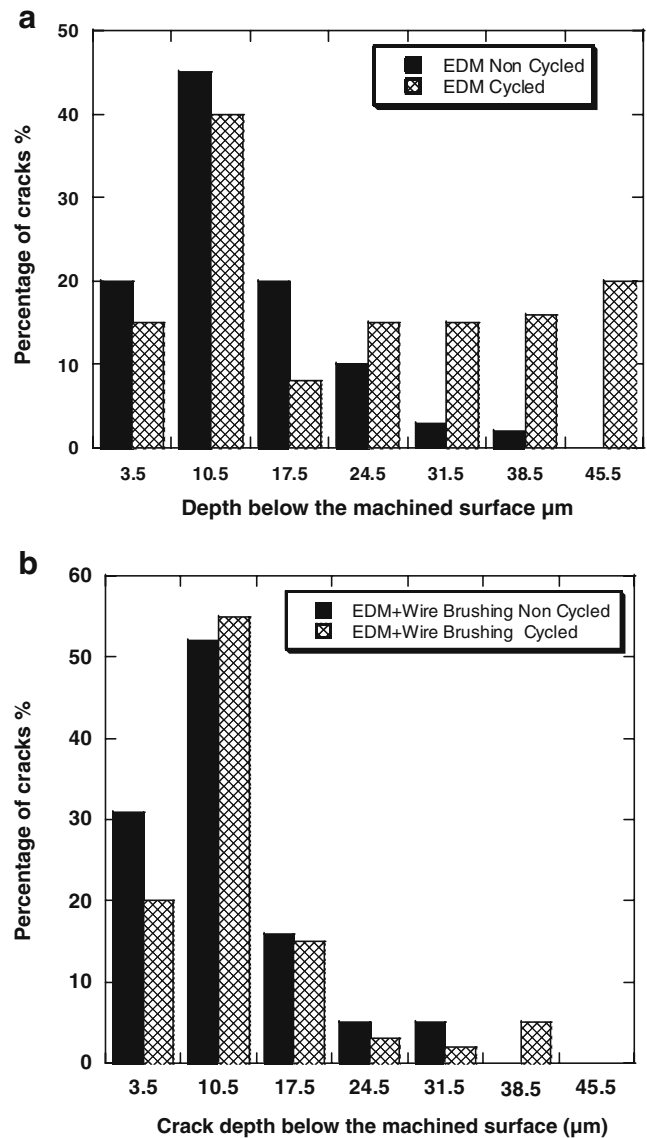 a
50
40
30
20
10
0
Percentage of cracks %
EDM Non Cycled
EDM Cycled
3.5 10.5 17.5 24.5 31.5 38.5 45.5
Depth below the machined surface µm
b
60
50
40
30
20
10
0
Percentage of cracks %
EDM+Wire Brushing Non Cycled
EDM+Wire Brushing Cycled
3.5 10.5 17.5 24.5 31.5 38.5 45.5
Crack depth below the machined surface (µm)